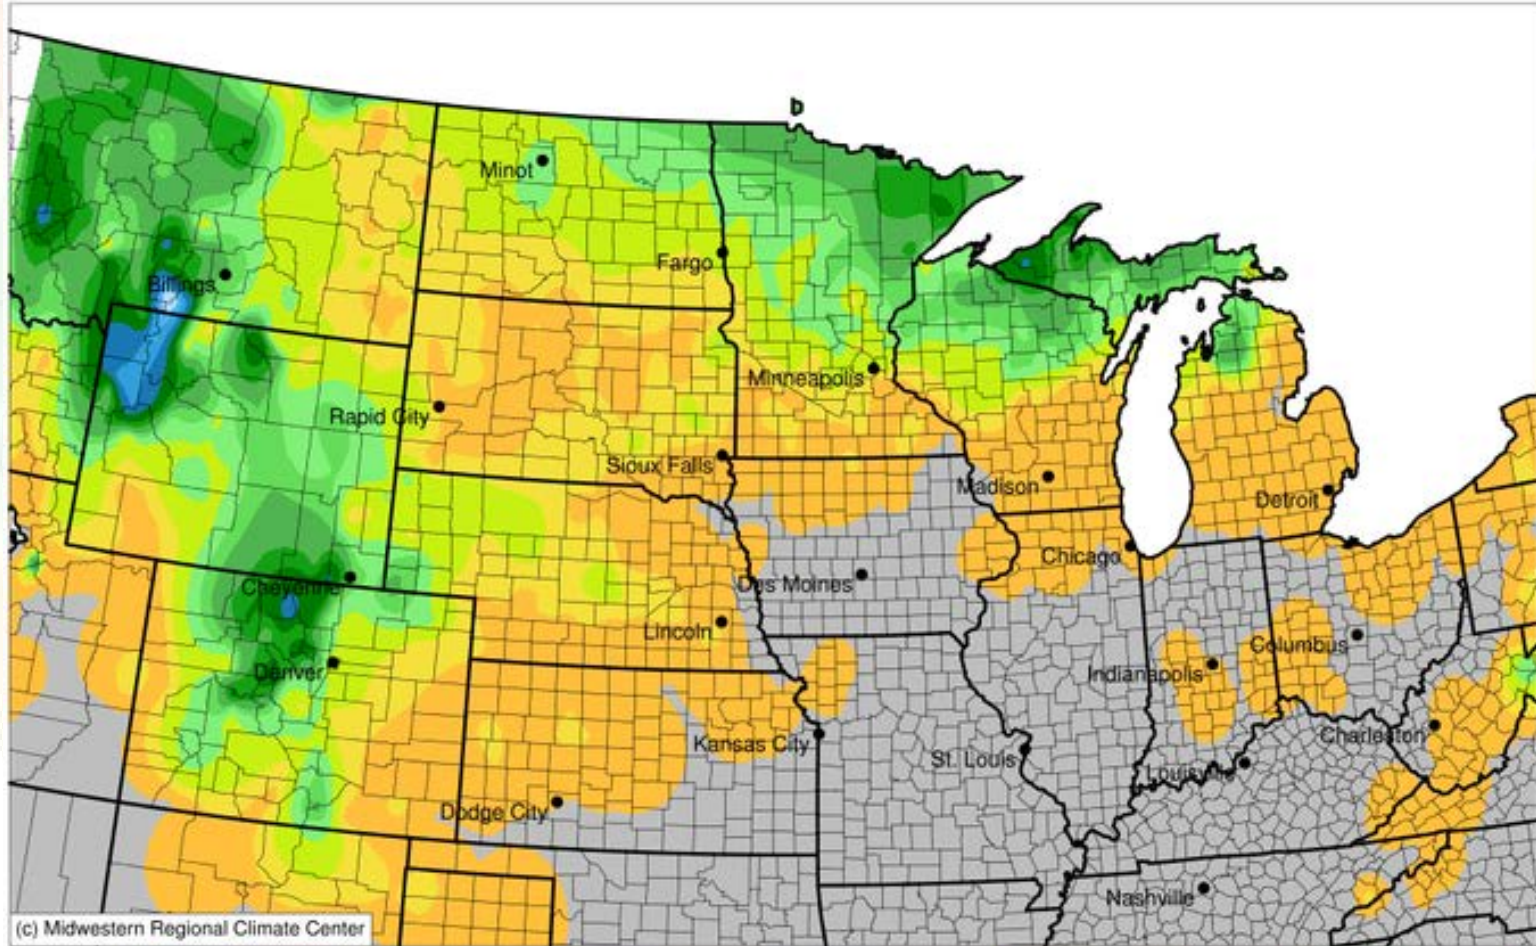 Minot
Fargo
Billings
Minneapolis
Rapid City
Sioux Falls
Madison
Detroit
Chicago
Cheyenne
Des Moines
Lincoln
Columbus
Denver
Indianapolis
Charleston
Kansas City
St. Louis
Louisville
Dodge City
Nashville
(c) Midwestern Regional Climate Center